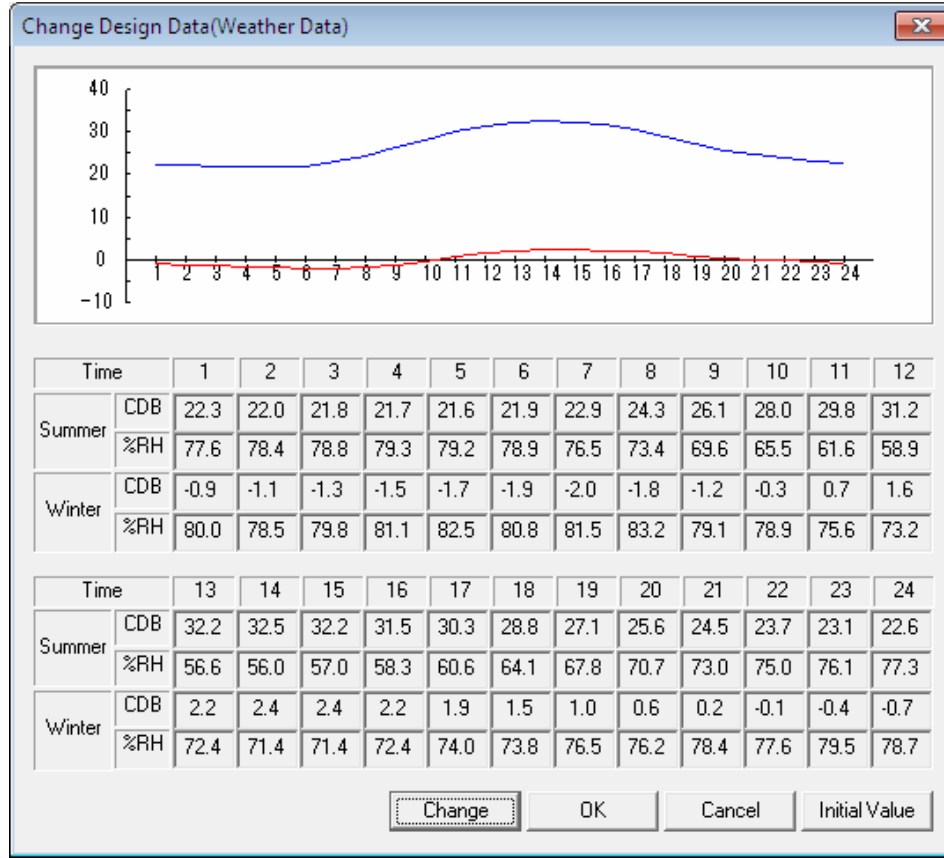 Change Design Data(Weather Data)
40
30
20
10
0
1 2 3 4 5 6 7 8 9 10 11 12 13 14 15 16 17 18 19 20 21 22 23 24
-10
Time 1 2 3 4 5 6 7 8 9 10 11 12
Summer CDB 22.3 22.0 21.8 21.7 21.6 21.9 22.9 24.3 26.1 28.0 29.8 31.2
%RH 77.6 78.4 78.8 79.3 79.2 78.9 76.5 73.4 69.6 65.5 61.6 58.9
Winter CDB -0.9 -1.1 -1.3 -1.5 -1.7 -1.9 -2.0 -1.8 -1.2 -0.3 0.7 1.6
%RH 80.0 78.5 79.8 81.1 82.5 80.8 81.5 83.2 79.1 78.9 75.6 73.2
Time 13 14 15 16 17 18 19 20 21 22 23 24
Summer CDB 32.2 32.5 32.2 31.5 30.3 28.8 27.1 25.6 24.5 23.7 23.1 22.6
%RH 56.6 56.0 57.0 58.3 60.6 64.1 67.8 70.7 73.0 75.0 76.1 77.3
Winter CDB 2.2 2.4 2.4 2.2 1.9 1.5 1.0 0.6 0.2 -0.1 -0.4 -0.7
%RH 72.4 71.4 71.4 72.4 74.0 73.8 76.5 76.2 78.4 77.6 79.5 78.7
Change OK Cancel Initial Value